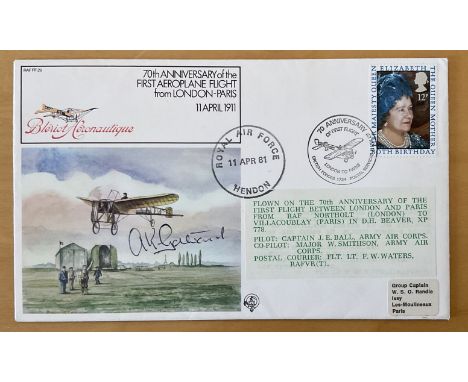 RAF FF 25
70th ANNIVERSARY of the
FIRST AEROPLANE FLIGHT
from LONDON-PARIS
11 APRIL 1911
Blériot Aéronautique
ROYAL AIR FORCE
11 APR 81
HENDON
70 ANNIVERSARY
OF FIRST FLIGHT
LONDON TO PARIS
HER MAJESTY QUEEN
ELIZABETH
THE QUEEN MOTHER
12P
BIRTHDAY
FLOWN ON THE 70th ANNIVERSARY OF THE
FIRST FLIGHT BETWEEN LONDON AND PARIS
FROM RAF NORTHOLT (LONDON) TO
VILLACOUBLAY (PARIS) IN D.H. BEAVER, XP
778.
PILOT: CAPTAIN J. E. BALL, ARMY AIR CORPS.
CO-PILOT: MAJOR W. SMITHSON, ARMY AIR
CORPS.
POSTAL COURIER: FLT. LT. F. W. WATERS,
RAFVR(T).
Group Captain
W. S. O. Randle
Issy
Les-Moulineaux
Paris